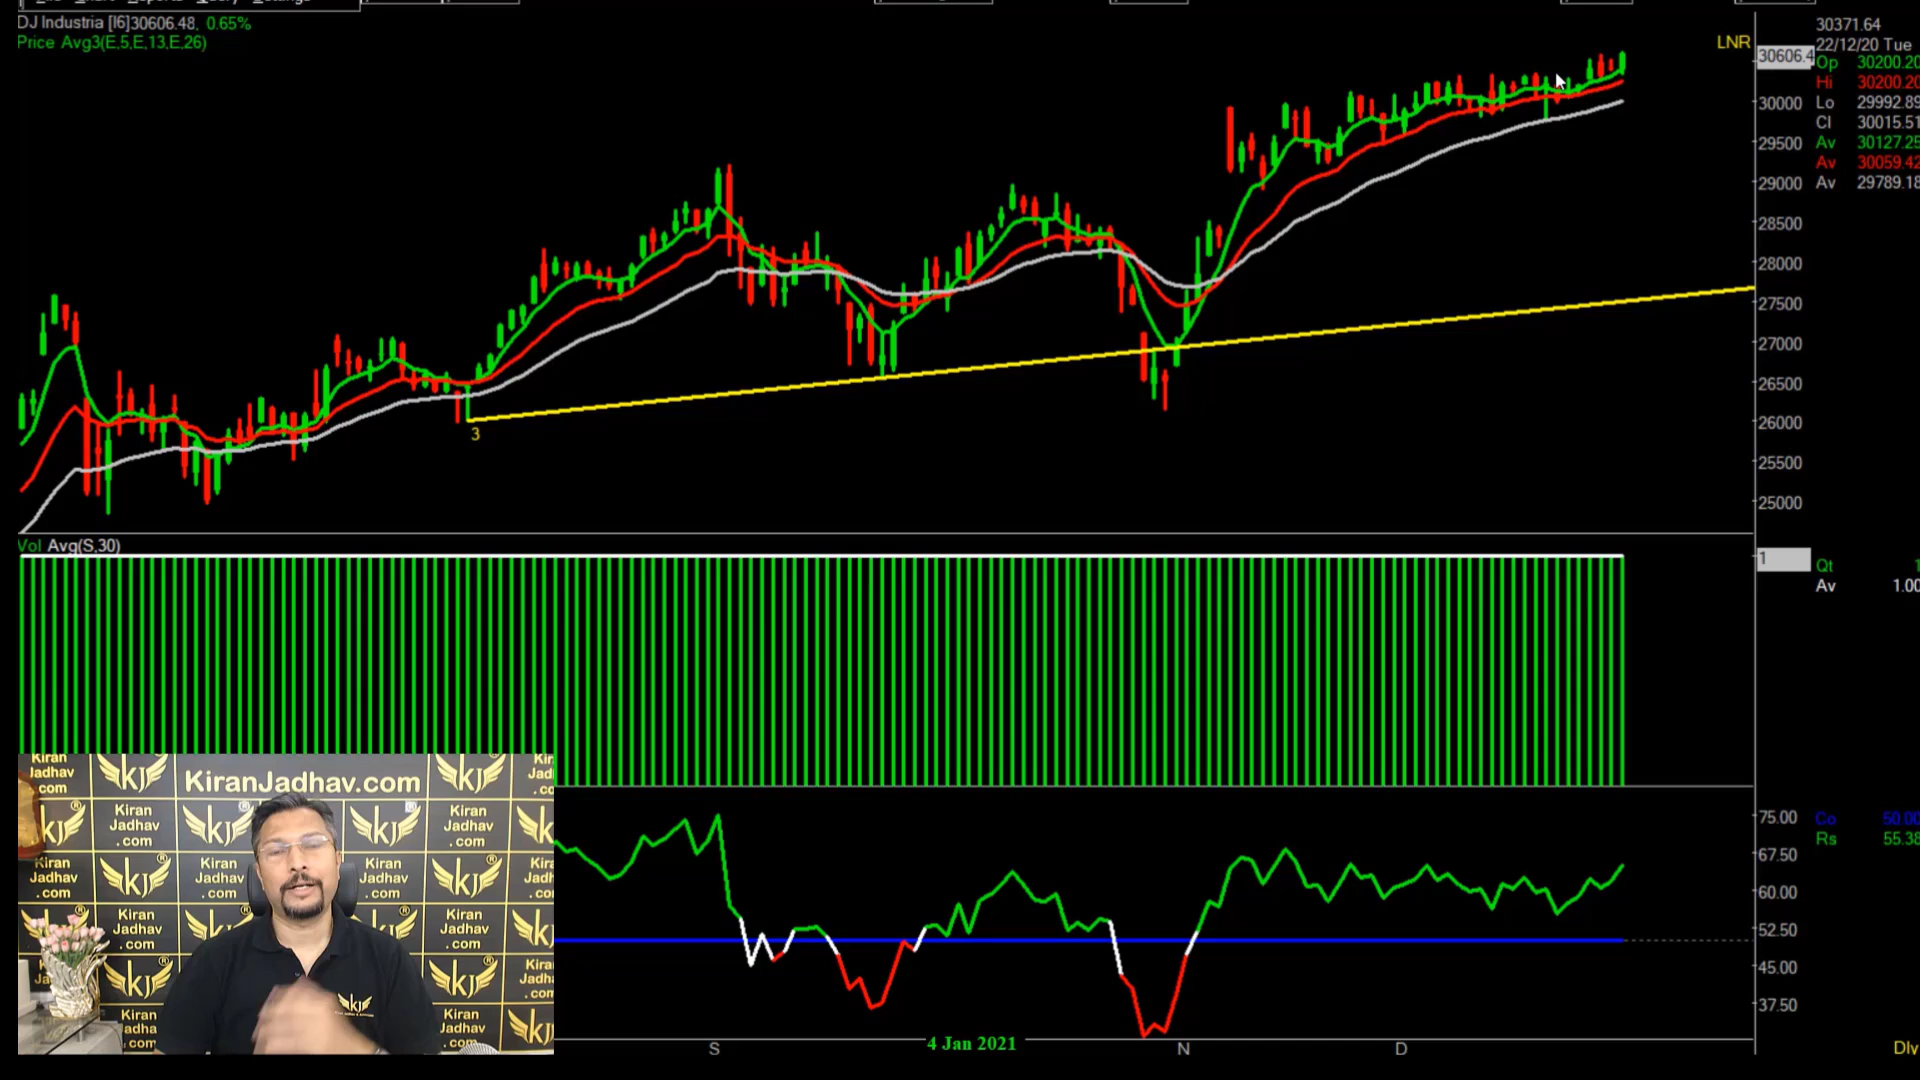 DJ Industria [I6]30606.48, 0.65%
Price Avg3(E,5,E,13,E,26)
LNR
30606.4
30000
29500
29000
28500
28000
27500
27000
26500
26000
25500
25000
30371.64
22/12/20 Tue
Op 30200.20
Hi 30200.20
Lo 29992.89
Cl 30015.51
Av 30127.25
Av 30059.42
Av 29789.18
3
Vol Avg(S,30)
1
Qt 1
Av 1.00
75.00
67.50
60.00
52.50
45.00
37.50
Co 50.00
Rs 55.38
S
4 Jan 2021
N
D
Dly
KiranJadhav.com
Kiran
Jadhav
.com
KJ